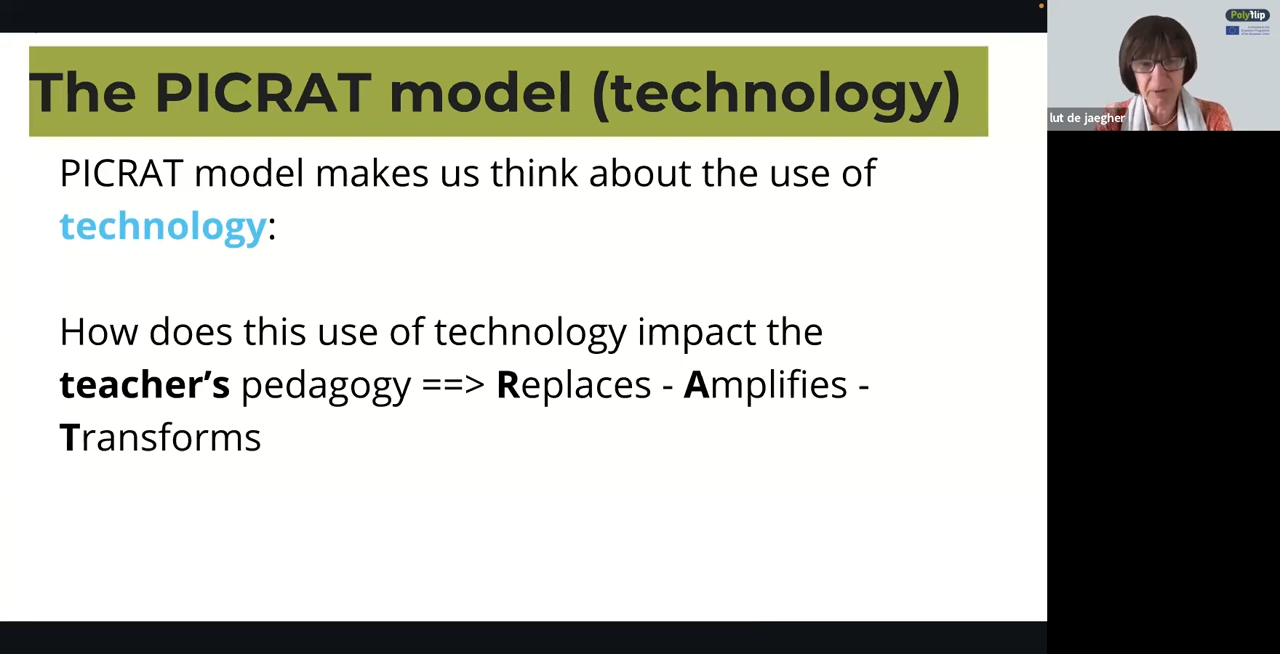 The PICRAT model (technology)
PICRAT model makes us think about the use of
technology:
How does this use of technology impact the
teacher’s pedagogy ==> Replaces - Amplifies -
Transforms
Polyflip
lut de jaegher